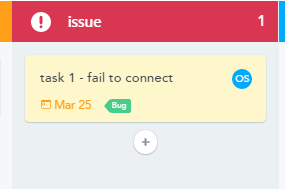 issue 1
task 1 - fail to connect OS
Mar 25 Bug